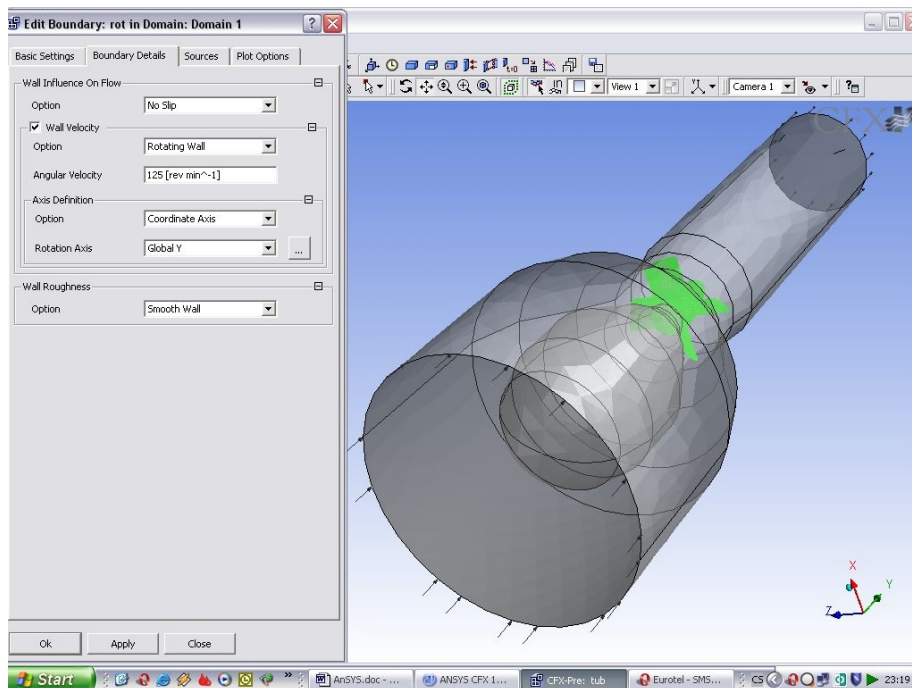 Edit Boundary: rot in Domain: Domain 1
Basic Settings Boundary Details Sources Plot Options
Wall Influence On Flow
Option No Slip
Wall Velocity
Option Rotating Wall
Angular Velocity 125 [rev min^-1]
Axis Definition
Option Coordinate Axis
Rotation Axis Global Y ...
Wall Roughness
Option Smooth Wall
Ok Apply Close
View 1 Camera 1
CFX
X
Y
Z
Start AnSYS.doc - ... ANSYS CFX 1... CFX-Pre: tub Eurotel - SMS... CS 23:19